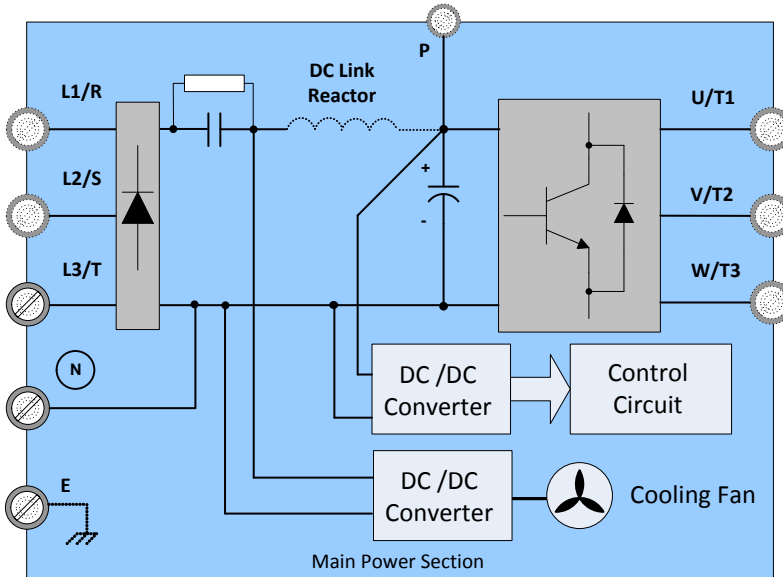 P
DC Link
Reactor
L1/R
U/T1
L2/S
V/T2
+
-
L3/T
W/T3
N
DC /DC
Converter
Control
Circuit
E
DC /DC
Converter
Cooling Fan
Main Power Section